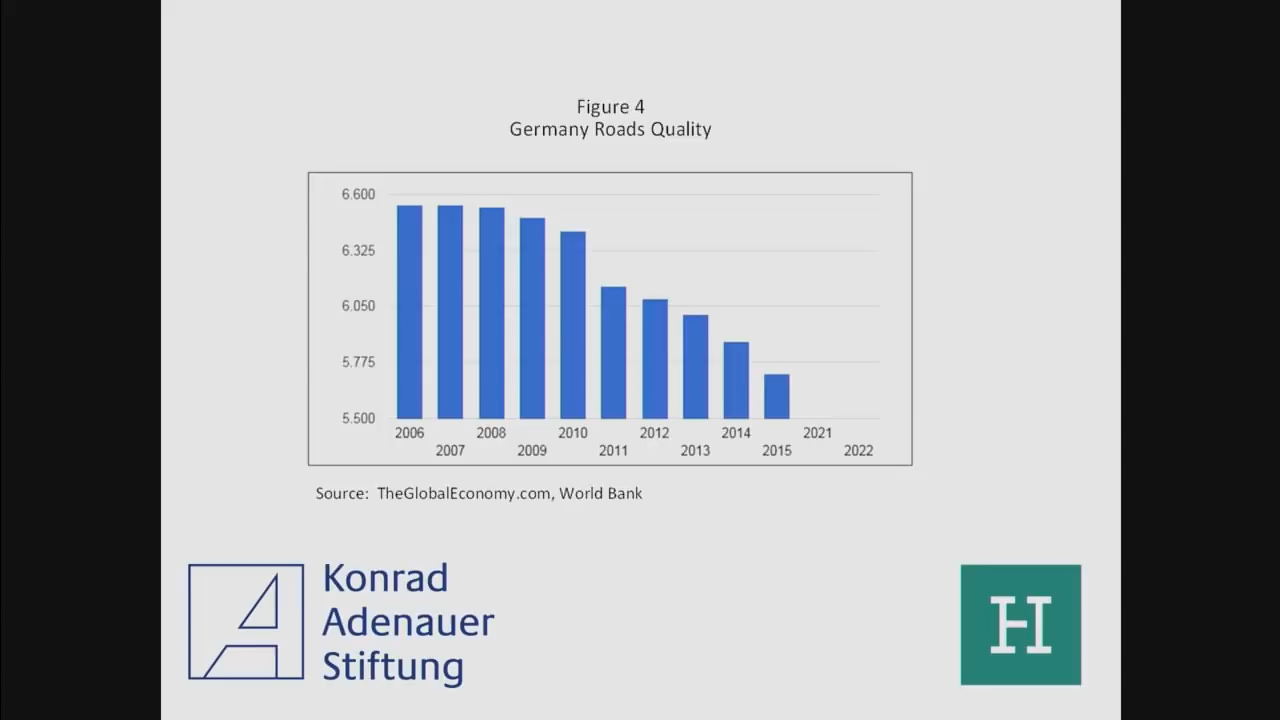 Figure 4
Germany Roads Quality
6.600
6.325
6.050
5.775
5.500
2006 2008 2010 2012 2014 2021
2007 2009 2011 2013 2015 2022
Source: TheGlobalEconomy.com, World Bank
Konrad
Adenauer
Stiftung
H